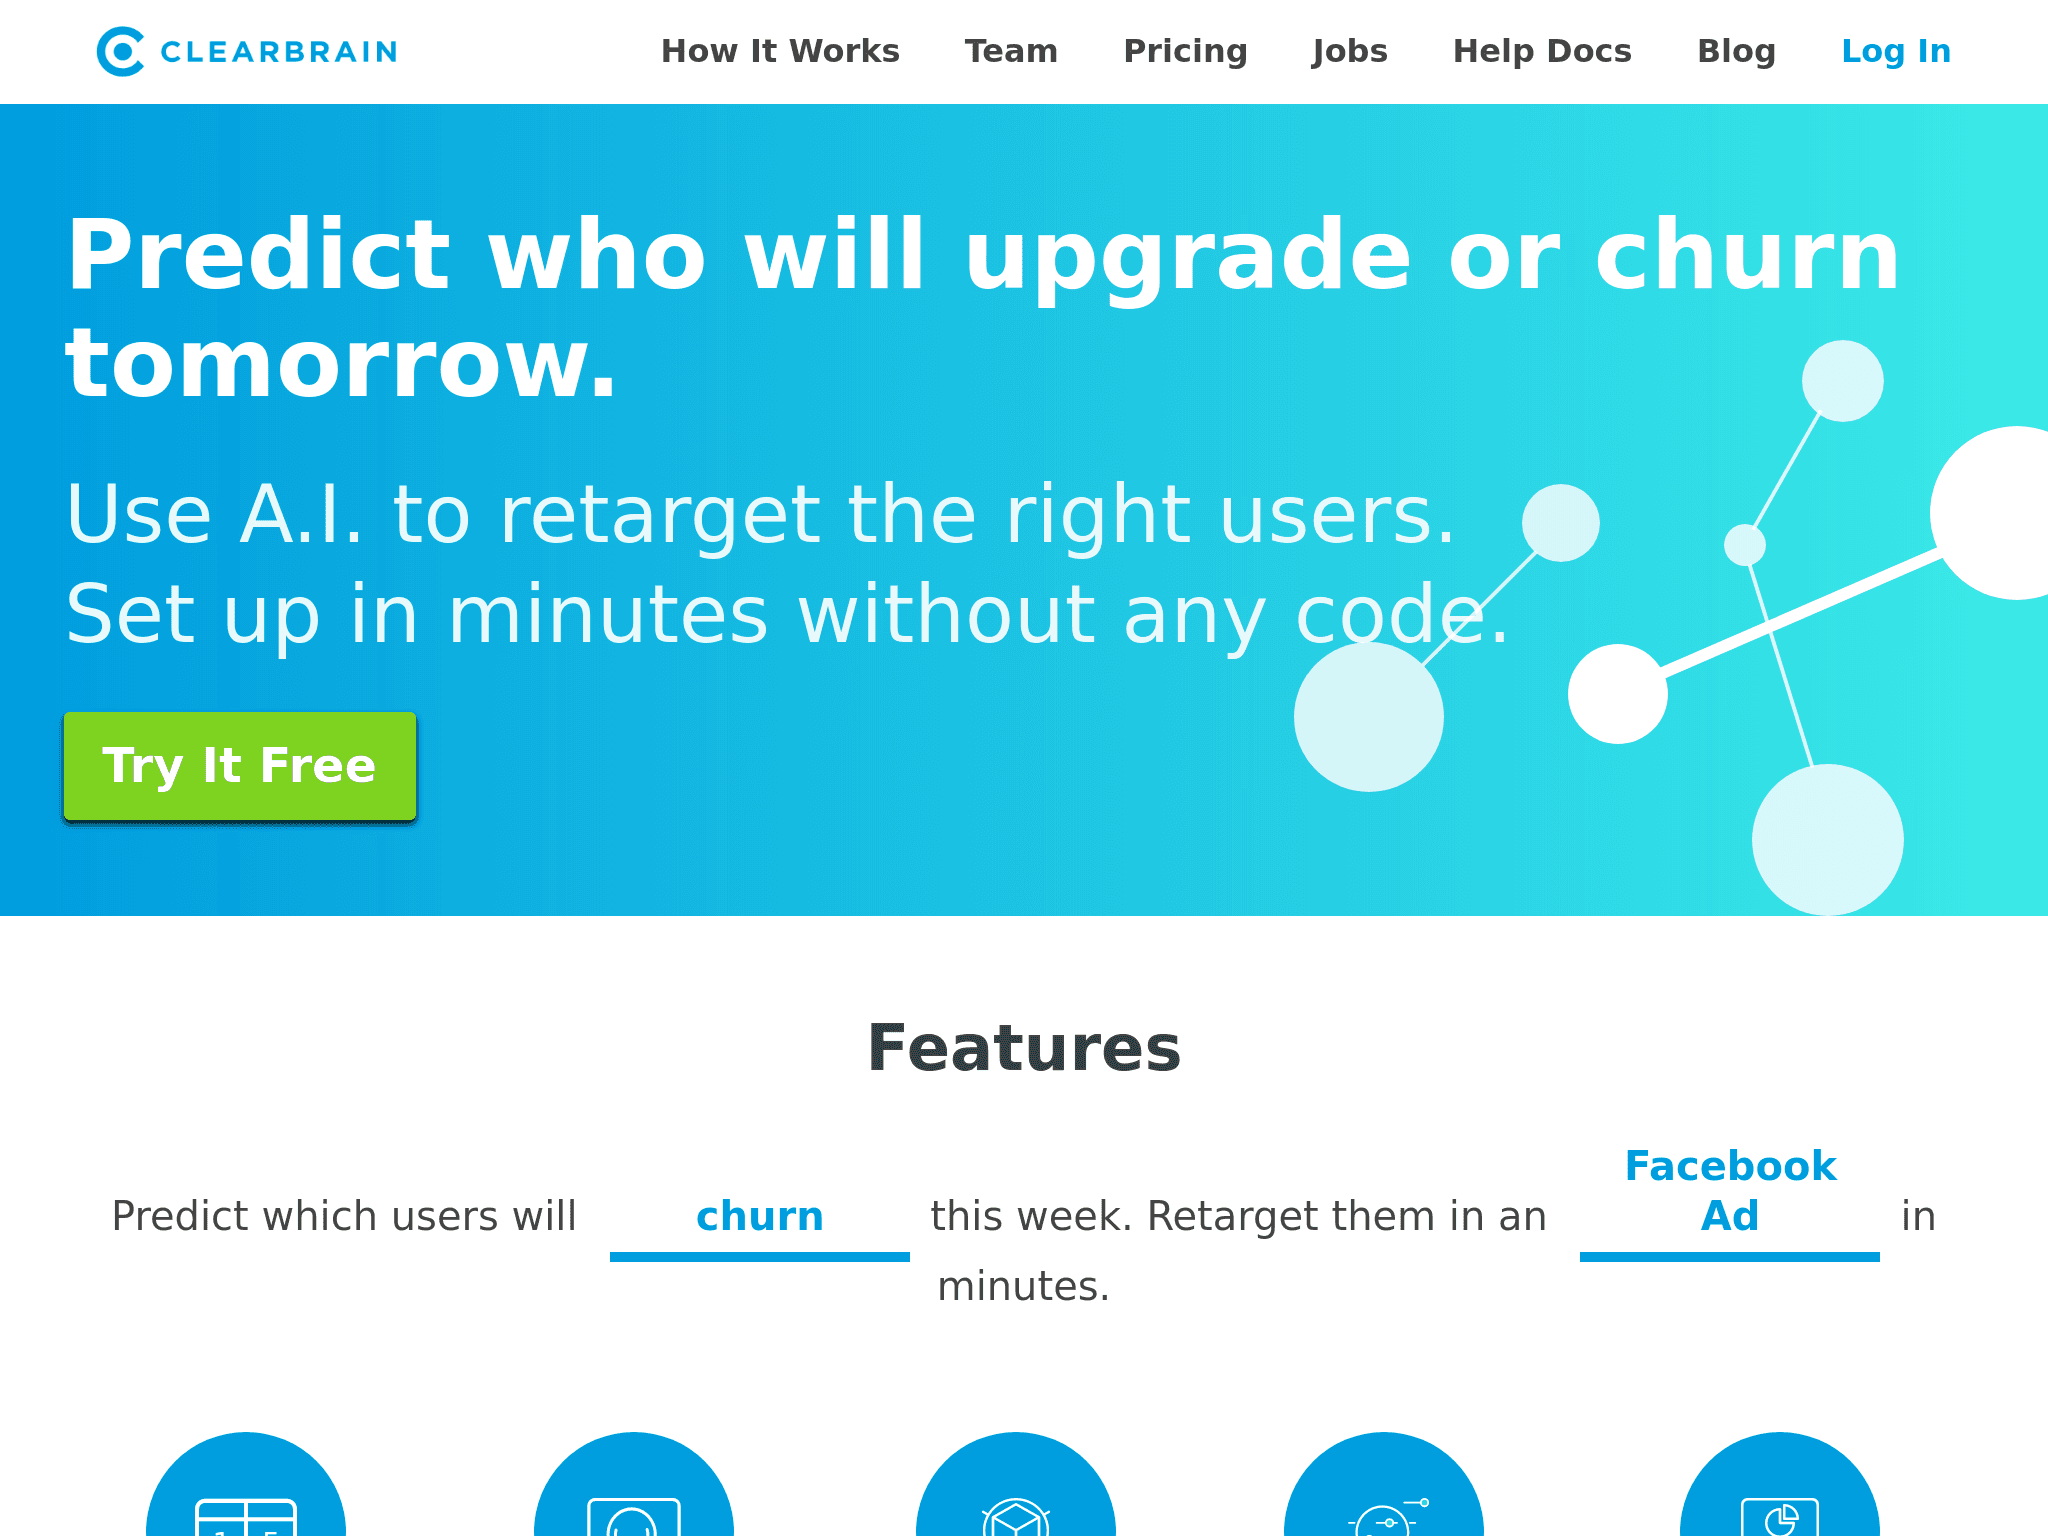 CLEARBRAIN
How It Works
Team
Pricing
Jobs
Help Docs
Blog
Log In
Predict who will upgrade or churn
tomorrow.
Use A.I. to retarget the right users.
Set up in minutes without any code.
Try It Free
Features
Predict which users will churn this week. Retarget them in an Facebook Ad in
minutes.